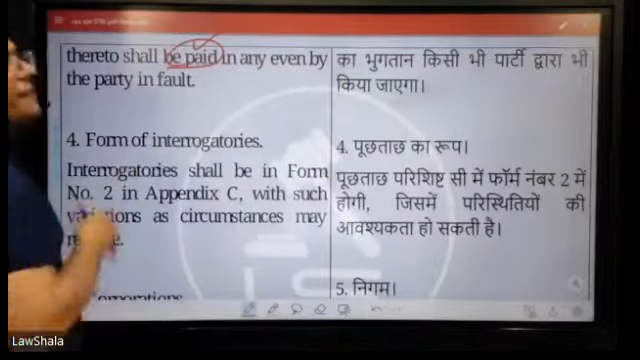 thereto shall be paid in any even by
the party in fault.
4. Form of interrogatories.
Interrogatories shall be in Form
No. 2 in Appendix C, with such
as circumstances may
का भुगतान किसी भी पार्टी द्वारा भी
किया जाएगा।
4. पूछताछ का रूप।
पूछताछ परिशिष्ट सी में फॉर्म नंबर 2 में
होगी, जिसमें परिस्थितियों की
आवश्यकता हो सकती है।
5. निगम।
LawShala